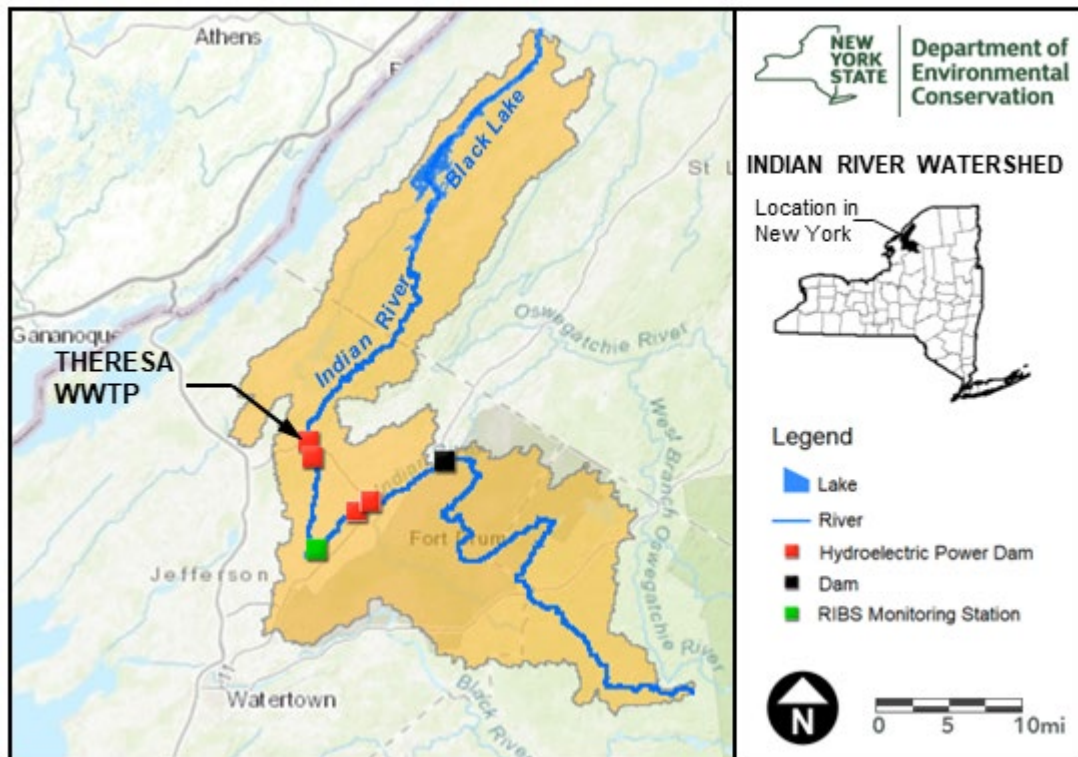 Athens
Black Lake
St L
Indian River
Oswegatchie River
Gananoque
THERESA
WWTP
West Branch Oswegatchie River
Indian
Fort Drum
Jefferson
11
Watertown
Black River
NEW
YORK
STATE
Department of
Environmental
Conservation
INDIAN RIVER WATERSHED
Location in
New York
Legend
Lake
River
Hydroelectric Power Dam
Dam
RIBS Monitoring Station
N
0 5 10mi